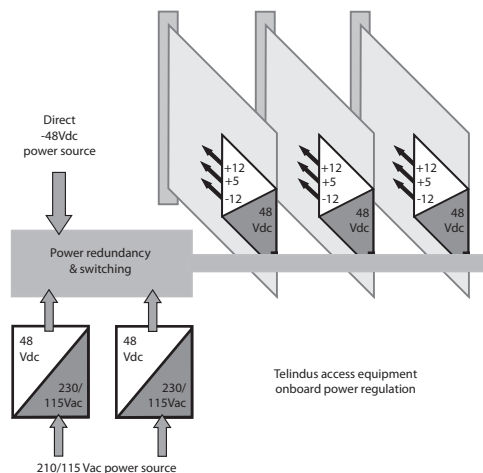 Direct
-48Vdc
power source
+12
+5
-12
48
Vdc
+12
+5
-12
48
Vdc
+12
+5
-12
48
Vdc
Power redundancy
& switching
48
Vdc
230/
115Vac
48
Vdc
230/
115Vac
Telindus access equipment
onboard power regulation
210/115 Vac power source